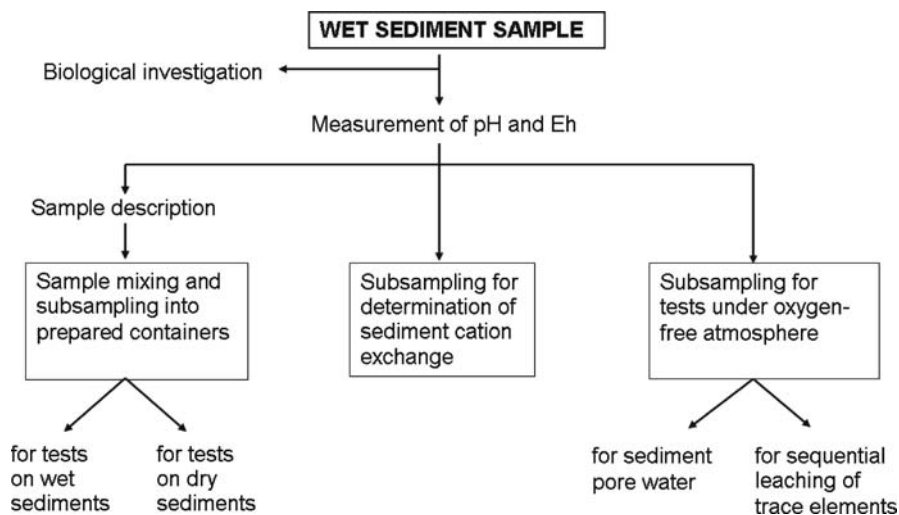 WET SEDIMENT SAMPLE
Biological investigation
Measurement of pH and Eh
Sample description
Sample mixing and
subsampling into
prepared containers
Subsampling for
determination of
sediment cation
exchange
Subsampling for
tests under oxygen-
free atmosphere
for tests
on wet
sediments
for tests
on dry
sediments
for sediment
pore water
for sequential
leaching of
trace elements